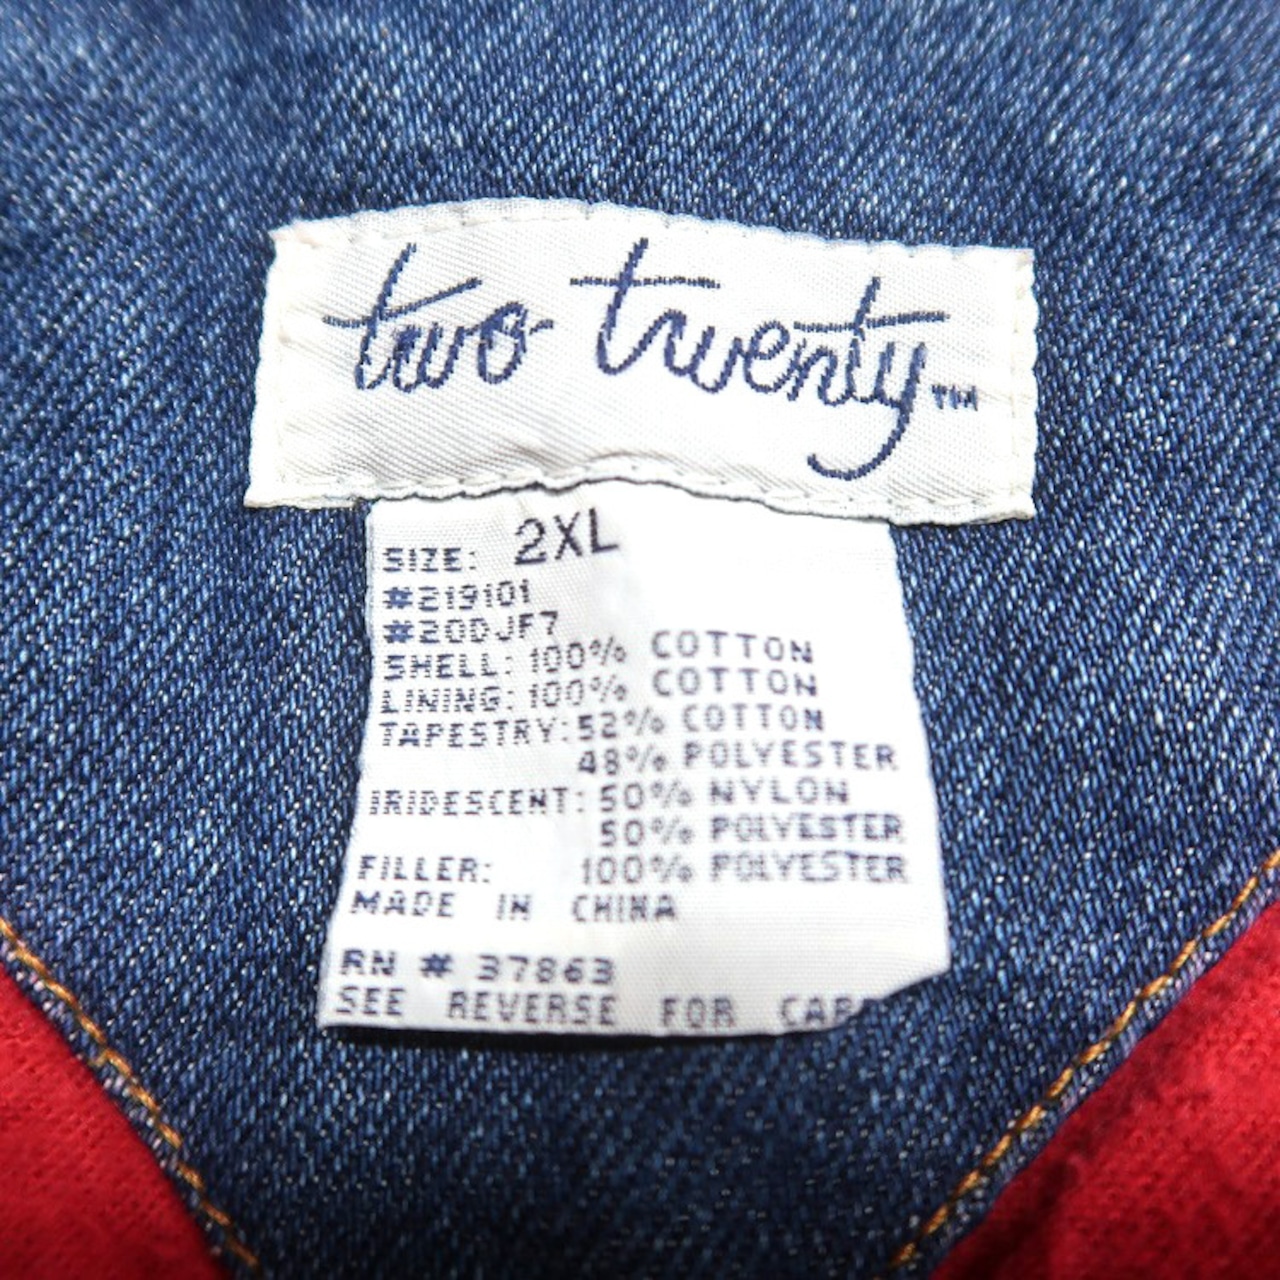 two twenty™
SIZE: 2XL
#219101
#20DJF7
SHELL: 100% COTTON
LINING: 100% COTTON
TAPESTRY: 52% COTTON
48% POLYESTER
IRIDESCENT: 50% NYLON
50% POLYESTER
FILLER: 100% POLYESTER
MADE IN CHINA
RN # 37863
SEE REVERSE FOR